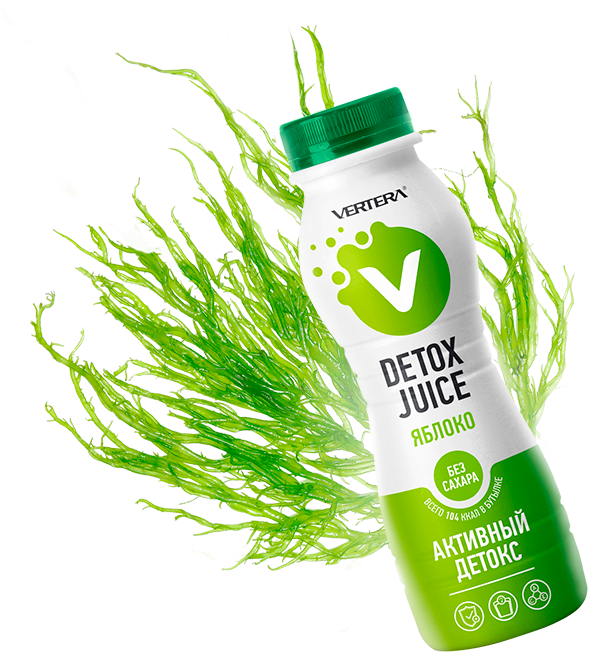 VERTERA®
V
DETOX
JUICE
ЯБЛОКО
БЕЗ
САХАРА
ВСЕГО 104 ККАЛ В БУТЫЛКЕ
АКТИВНЫЙ
ДЕТОКС